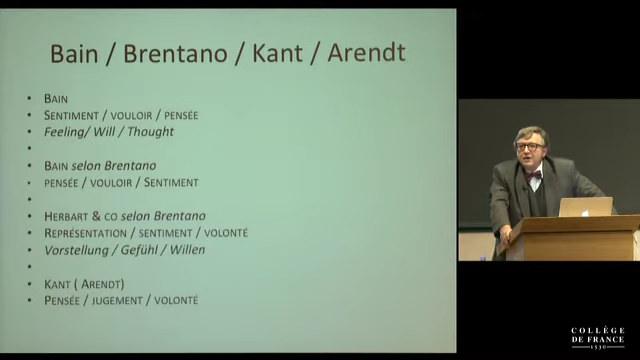 Bain / Brentano / Kant / Arendt
• BAIN
• SENTIMENT / VOULOIR / PENSÉE
• Feeling/ Will / Thought
•
• BAIN selon Brentano
• PENSÉE / VOULOIR / SENTIMENT
•
• HERBART & CO selon Brentano
• REPRÉSENTATION / SENTIMENT / VOLONTÉ
• Vorstellung / Gefühl / Willen
•
• KANT ( ARENDT)
• PENSÉE / JUGEMENT / VOLONTÉ
COLLÈGE
DE FRANCE
1530